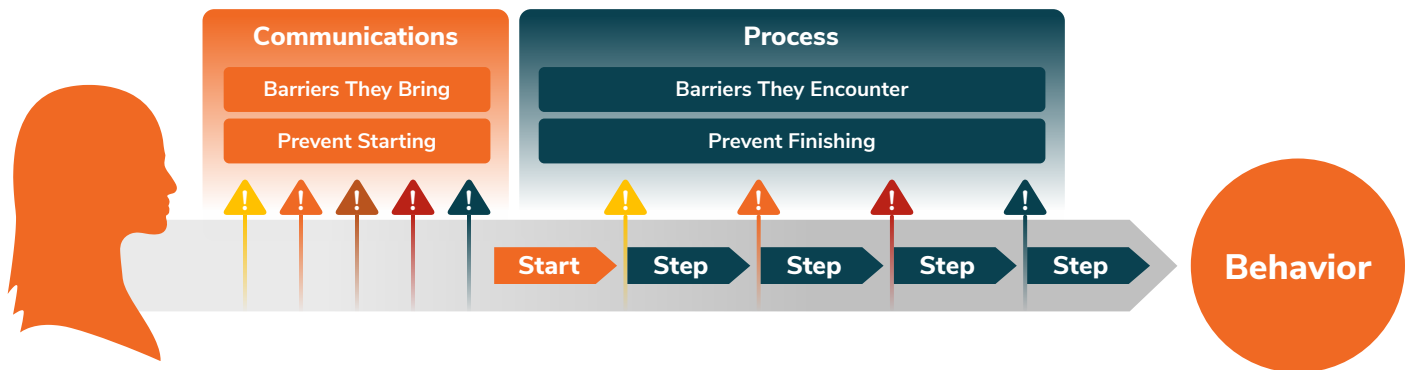 Communications
Barriers They Bring
Prevent Starting
Process
Barriers They Encounter
Prevent Finishing
!
!
!
!
!
!
!
!
!
Start
Step
Step
Step
Step
Behavior